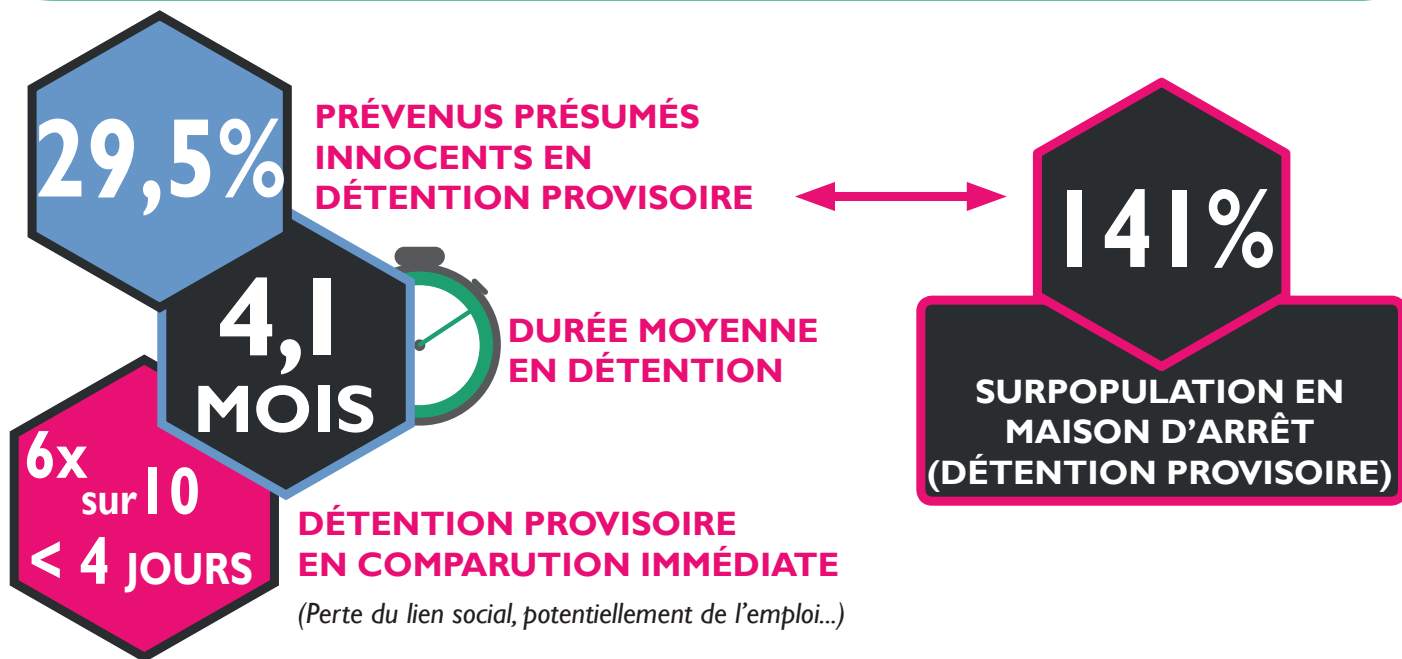 29,5%
PRÉVENUS PRÉSUMÉS
INNOCENTS EN
DÉTENTION PROVISOIRE
141%
4,1
MOIS
DURÉE MOYENNE
EN DÉTENTION
SURPOPULATION EN
MAISON D’ARRÊT
(DÉTENTION PROVISOIRE)
6x
sur 10
< 4 JOURS
DÉTENTION PROVISOIRE
EN COMPARUTION IMMÉDIATE
(Perte du lien social, potentiellement de l’emploi...)